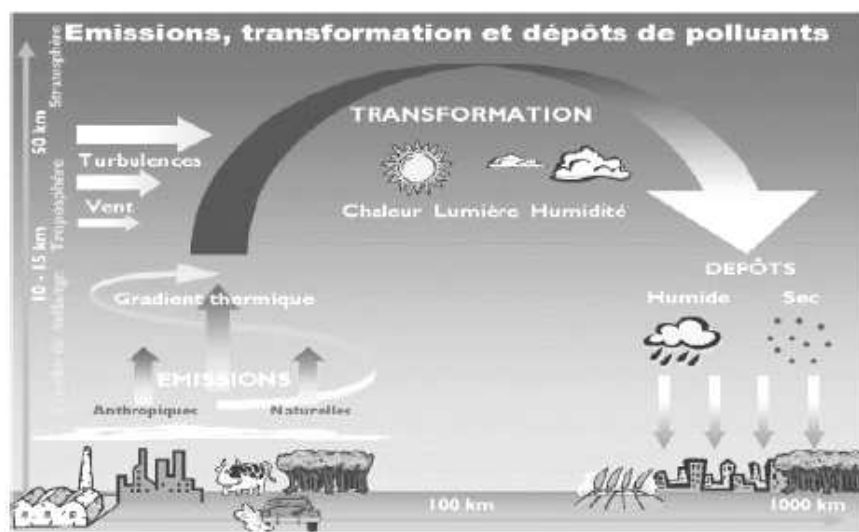 Emissions, transformation et dépôts de polluants
Stratosphère
50 km
TRANSFORMATION
Turbulences
Troposphère
Vent
Chaleur Lumière Humidité
10 - 15 km
DEPÔTS
Humide Sec
Gradient thermique
EMISSIONS
Anthropiques Naturelles
100 km 1000 km